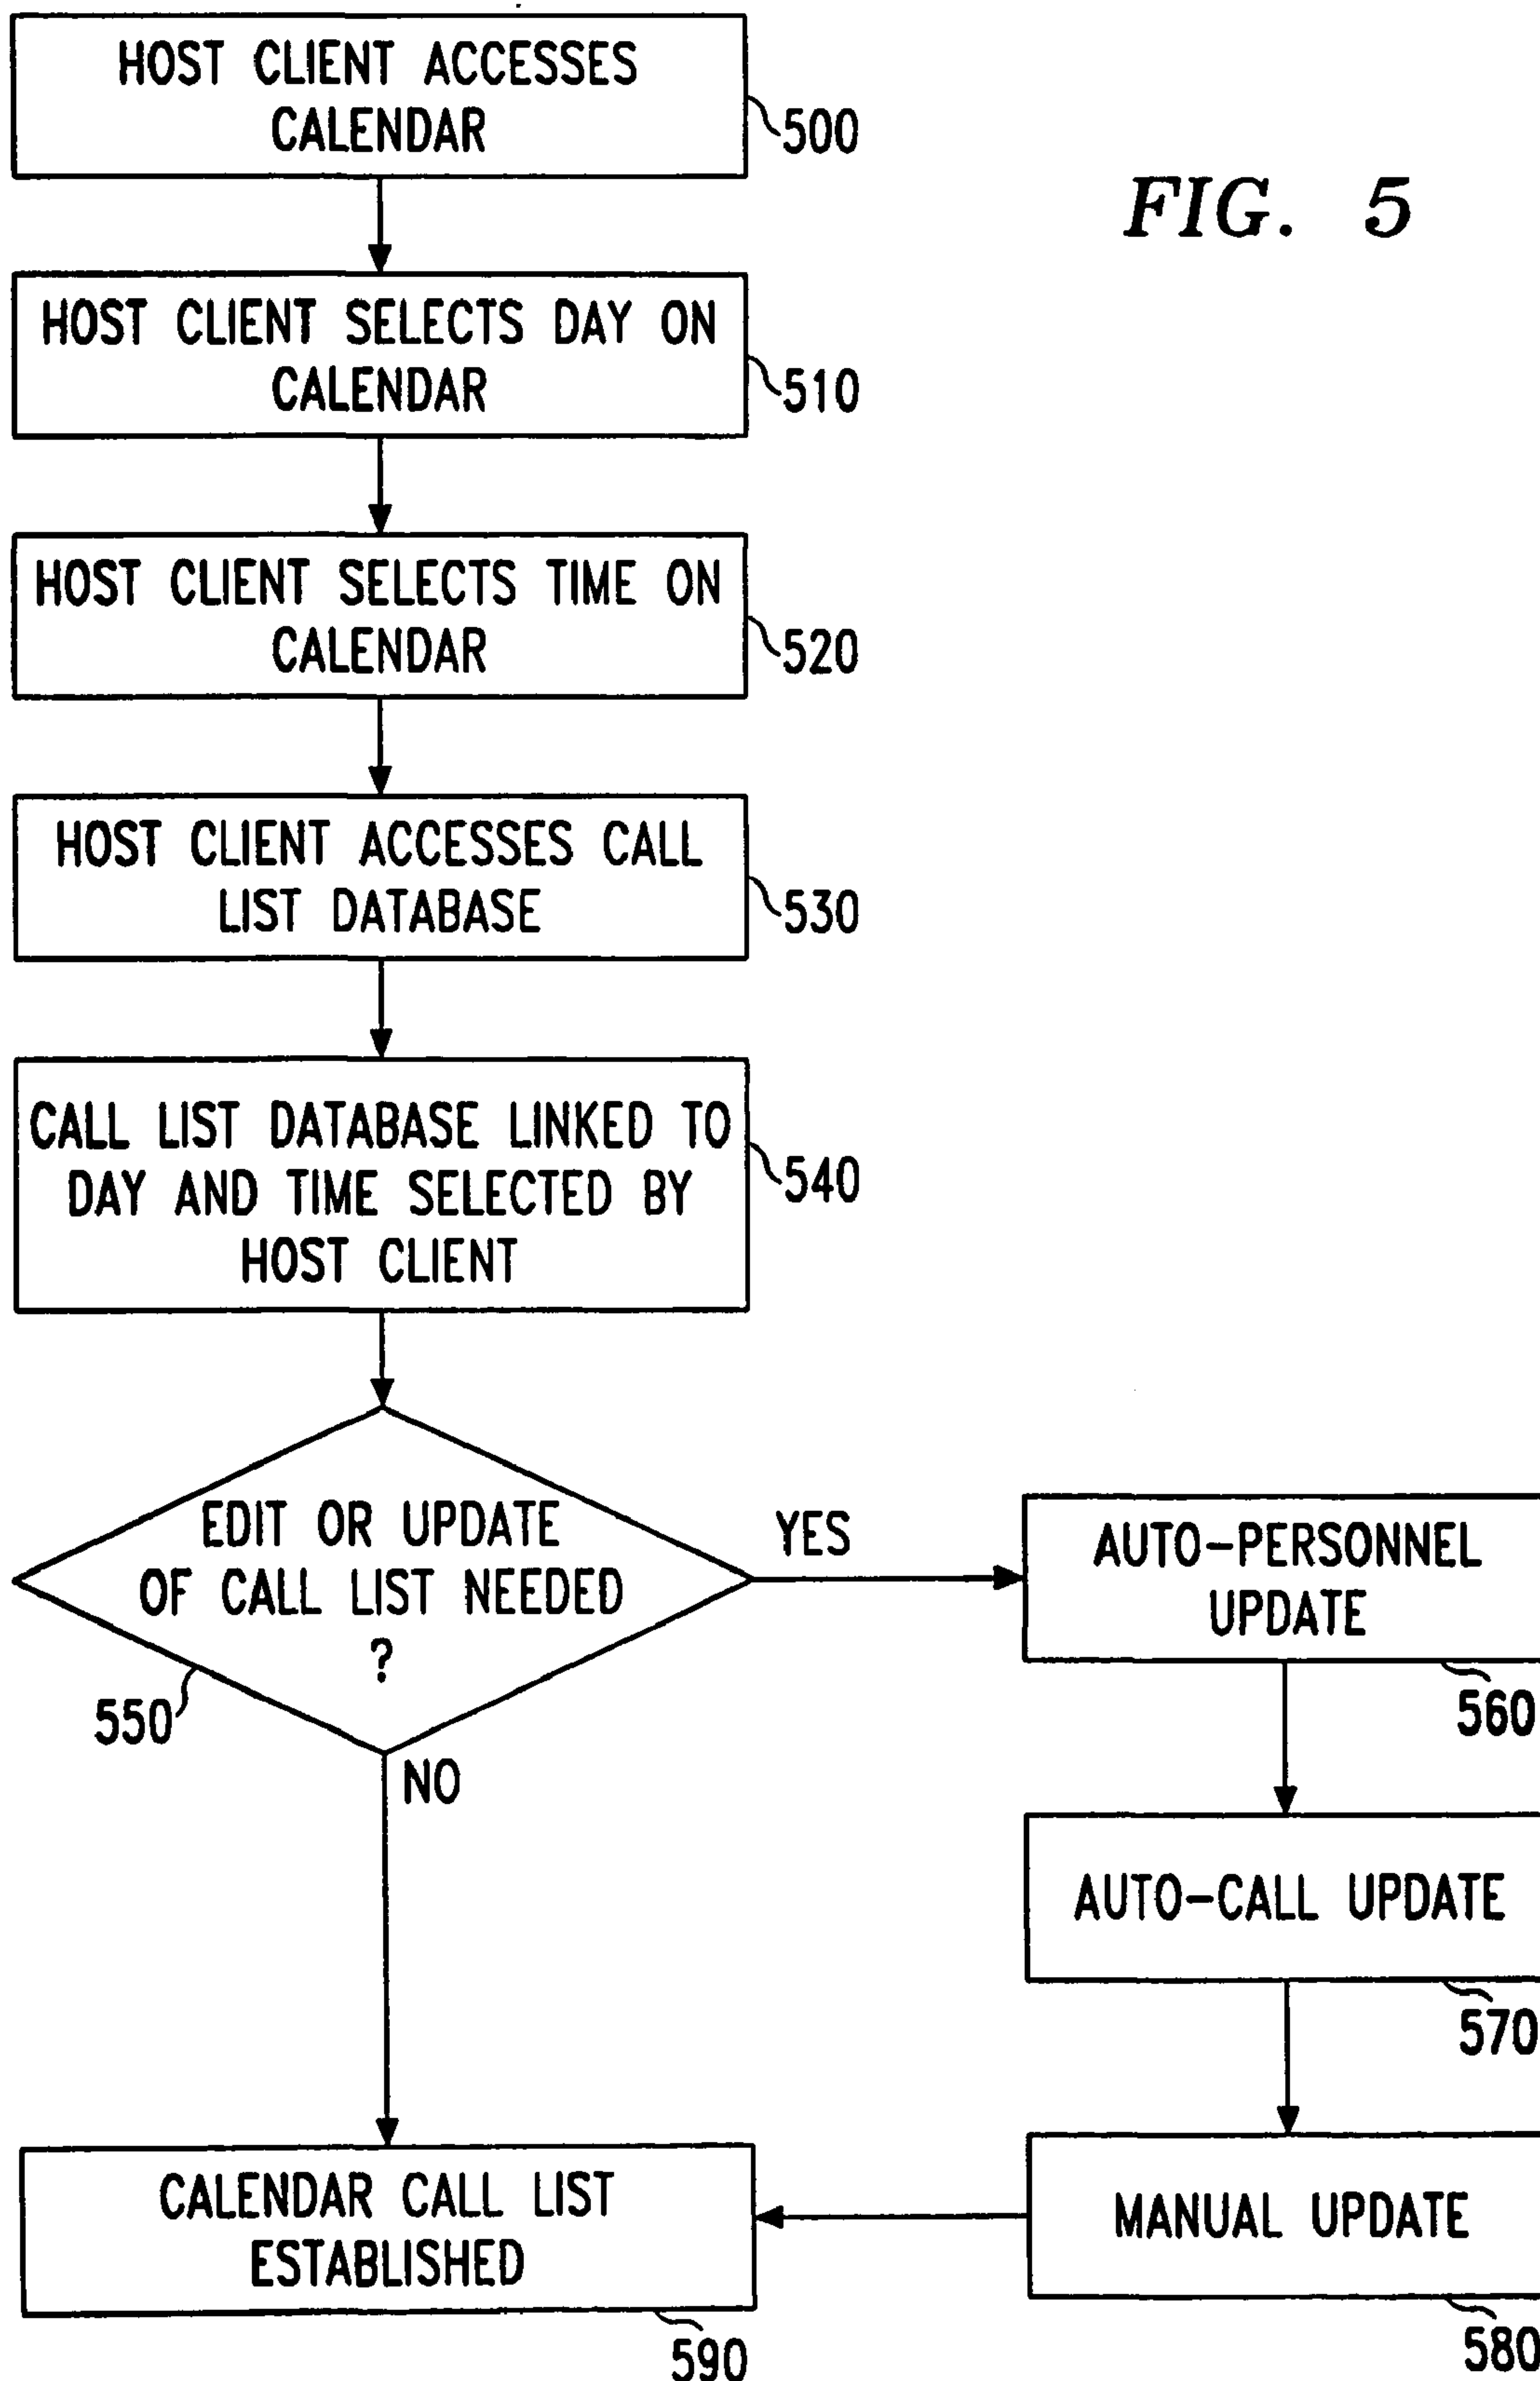 HOST CLIENT ACCESSES
CALENDAR
500
FIG. 5
HOST CLIENT SELECTS DAY ON
CALENDAR
510
HOST CLIENT SELECTS TIME ON
CALENDAR
520
HOST CLIENT ACCESSES CALL
LIST DATABASE
530
CALL LIST DATABASE LINKED TO
DAY AND TIME SELECTED BY
HOST CLIENT
540
EDIT OR UPDATE
OF CALL LIST NEEDED
?
550
YES
NO
AUTO-PERSONNEL
UPDATE
560
AUTO-CALL UPDATE
570
MANUAL UPDATE
580
CALENDAR CALL LIST
ESTABLISHED
590